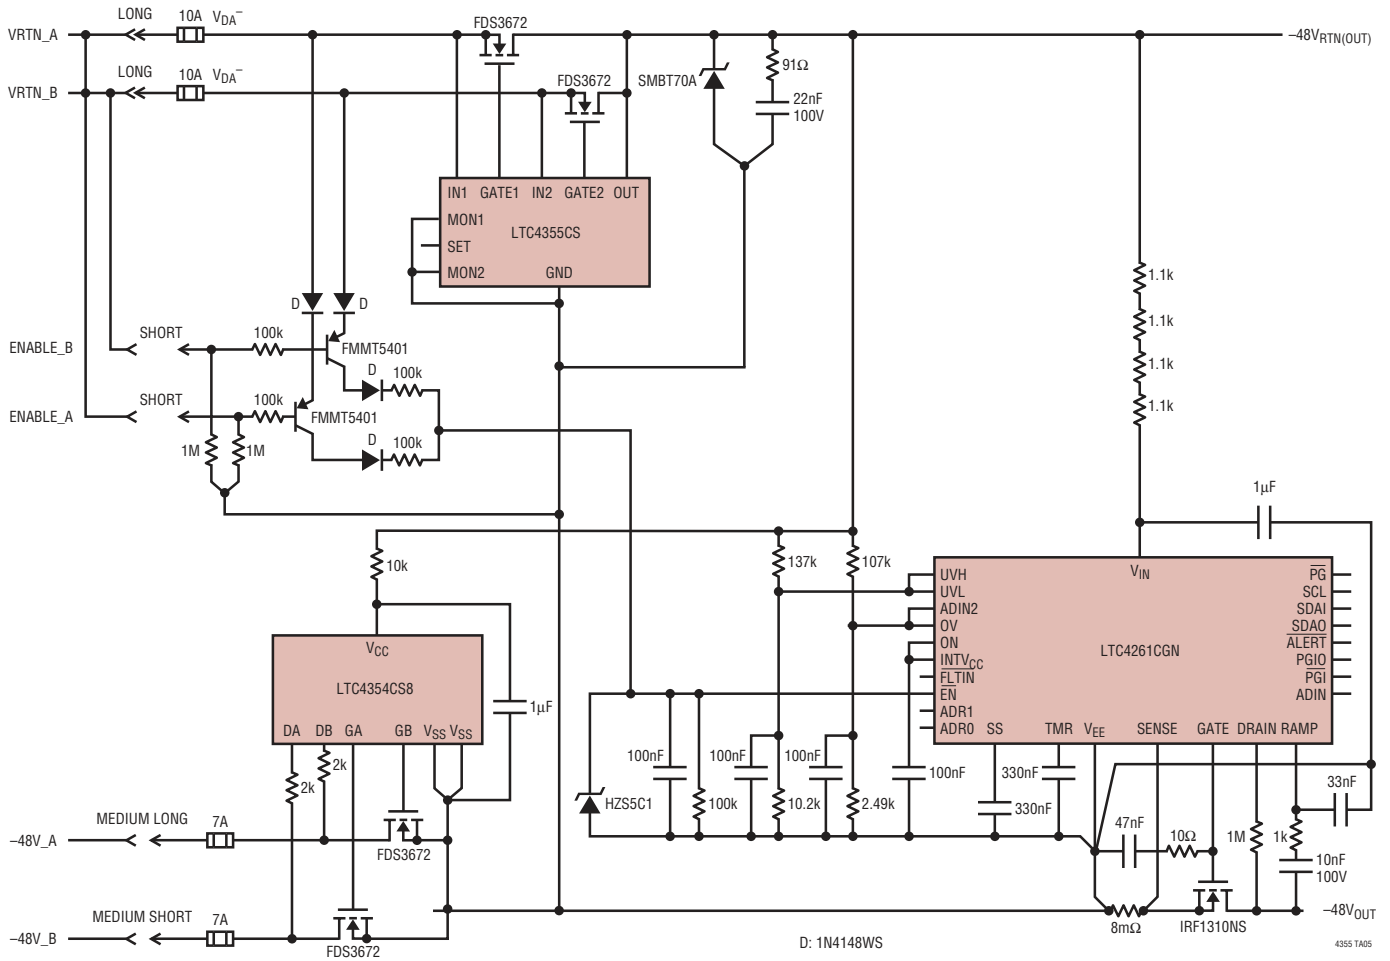 VRTN_A
LONG
10A
VDA–
FDS3672
–48VRTN(OUT)
VRTN_B
LONG
10A
VDA–
FDS3672
SMBT70A
91Ω
22nF
100V
IN1 GATE1 IN2 GATE2 OUT
MON1
LTC4355CS
SET
MON2
GND
D
D
1.1k
1.1k
1.1k
1.1k
ENABLE_B
SHORT
100k
FMMT5401
D
100k
ENABLE_A
SHORT
100k
FMMT5401
D
100k
1M
1M
1µF
10k
137k
107k
VCC
LTC4354CS8
DA DB GA GB VSS VSS
1µF
2k
2k
UVH
UVL
ADIN2
OV
ON
INTVCC
FLTIN
EN
ADR1
ADR0
VIN
LTC4261CGN
PG
SCL
SDAI
SDAO
ALERT
PGIO
PGI
ADIN
SS TMR VEE SENSE GATE DRAIN RAMP
HZS5C1
100nF
100k
100nF
10.2k
100nF
2.49k
100nF
330nF
330nF
33nF
47nF
10Ω
1M
1k
10nF
100V
–48V_A
MEDIUM LONG
7A
FDS3672
–48V_B
MEDIUM SHORT
7A
FDS3672
8mΩ
IRF1310NS
–48VOUT
D: 1N4148WS
4355 TA05